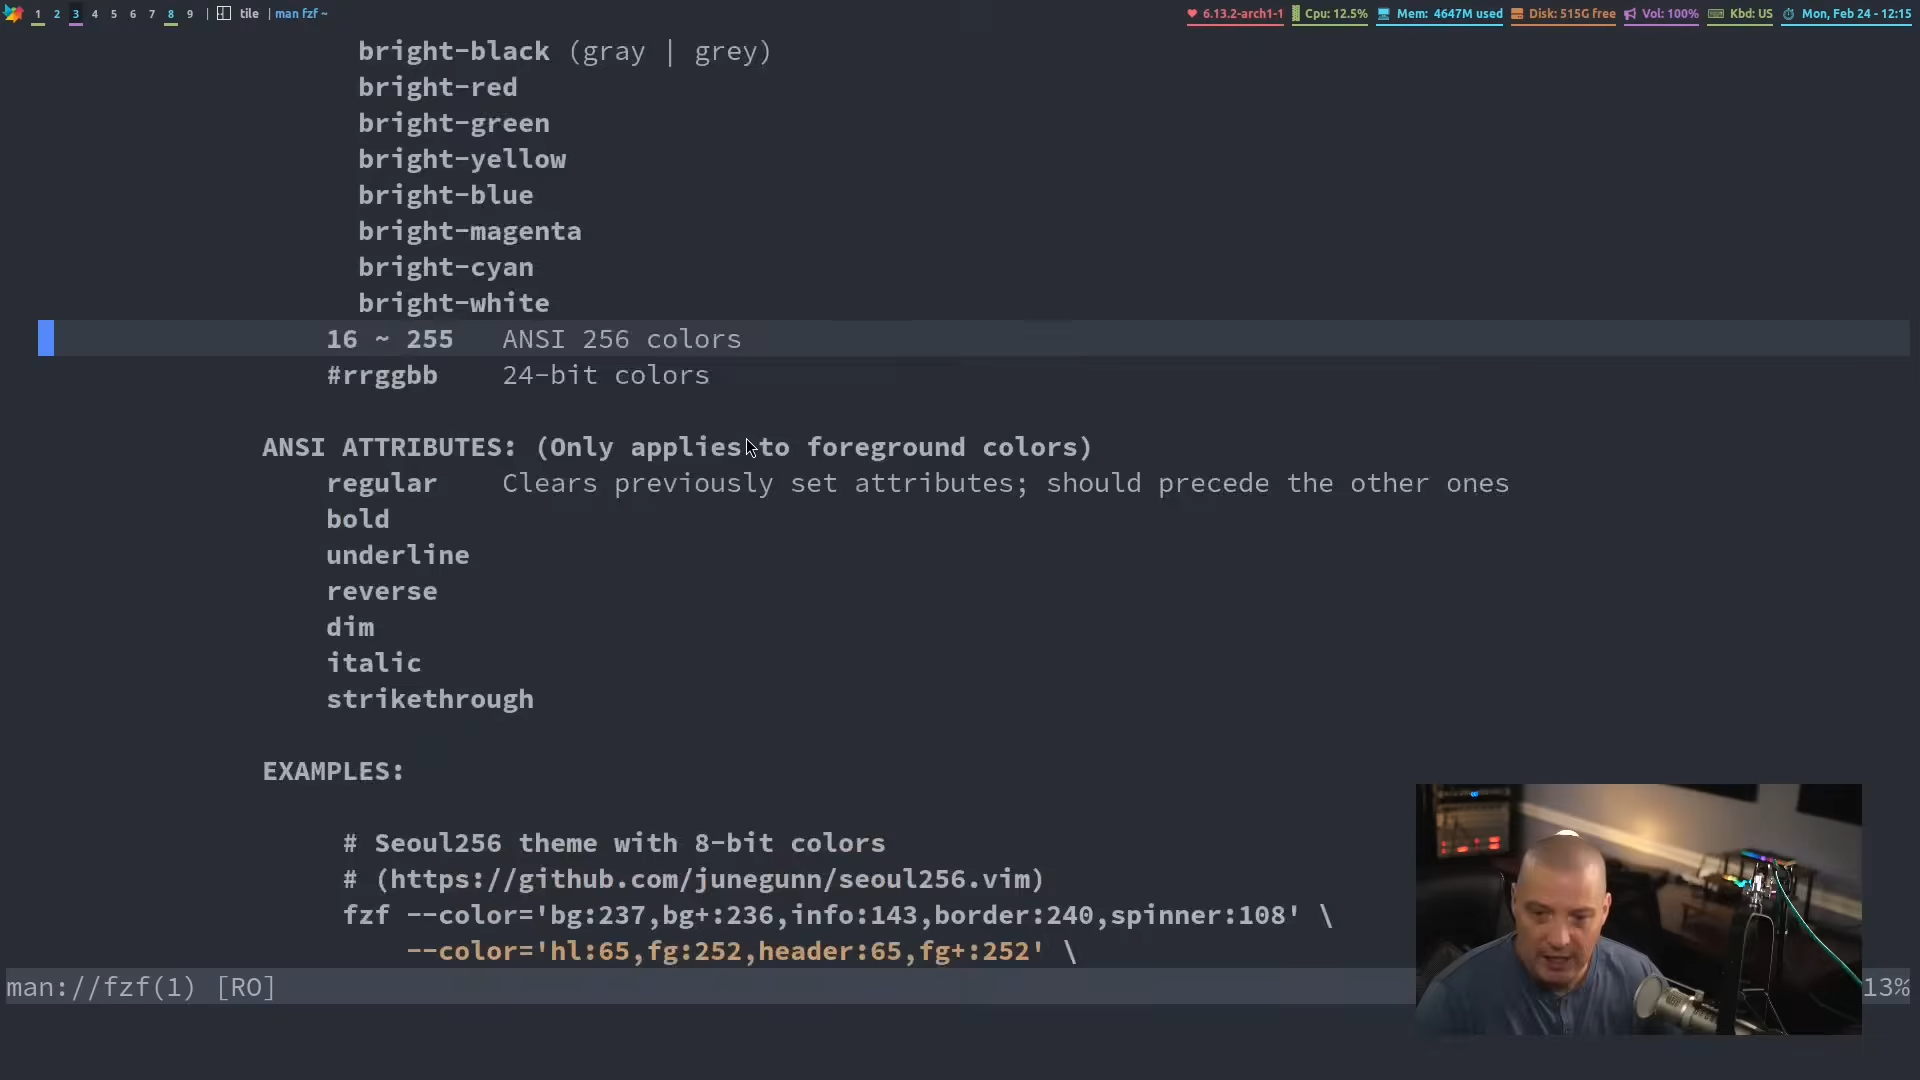 1 2 3 4 5 6 7 8 9 | tile | man fzf ~ 6.13.2-arch1-1 Cpu: 12.5% Mem: 4647M used Disk: 515G free Vol: 100% Kbd: US Mon, Feb 24 - 12:15
bright-black (gray | grey)
bright-red
bright-green
bright-yellow
bright-blue
bright-magenta
bright-cyan
bright-white
16 ~ 255 ANSI 256 colors
#rrggbb 24-bit colors
ANSI ATTRIBUTES: (Only applies to foreground colors)
regular Clears previously set attributes; should precede the other ones
bold
underline
reverse
dim
italic
strikethrough
EXAMPLES:
# Seoul256 theme with 8-bit colors
# (https://github.com/junegunn/seoul256.vim)
fzf --color='bg:237,bg+:236,info:143,border:240,spinner:108' \
--color='hl:65,fg:252,header:65,fg+:252' \
man://fzf(1) [RO] 13%